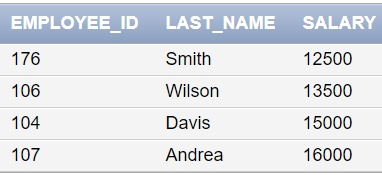 EMPLOYEE_ID LAST_NAME SALARY
176 Smith 12500
106 Wilson 13500
104 Davis 15000
107 Andrea 16000